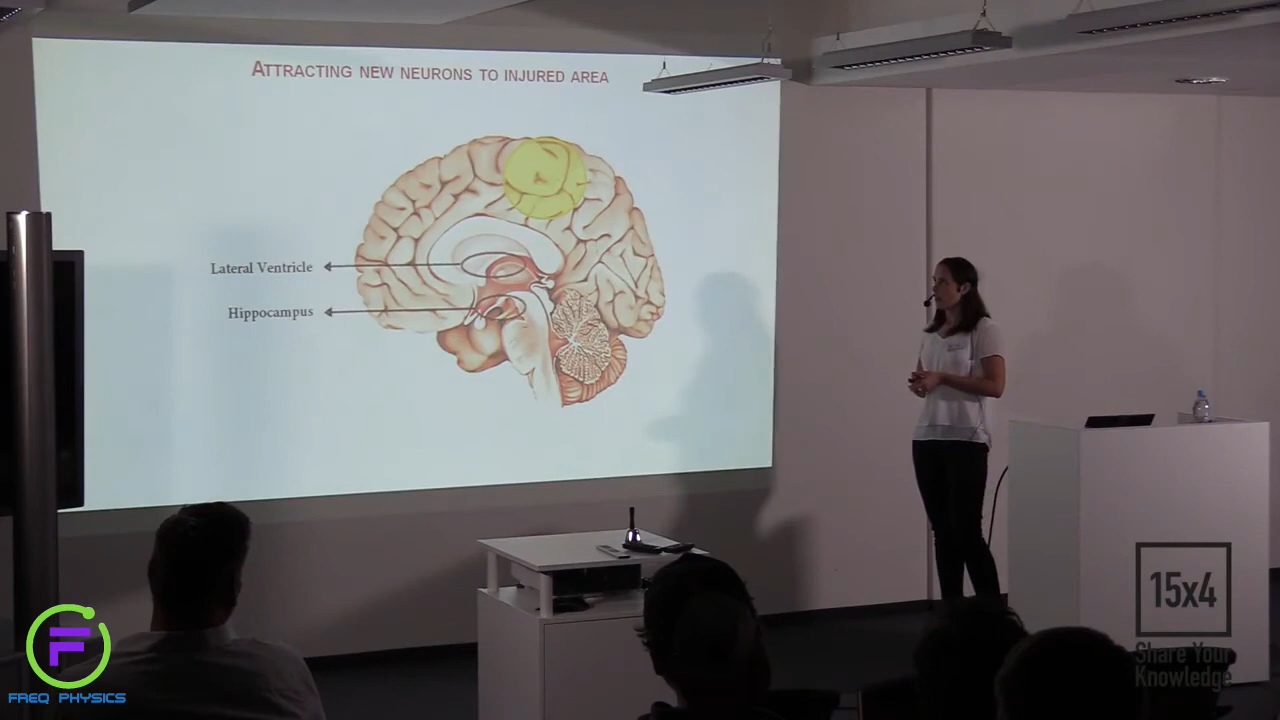 ATTRACTING NEW NEURONS TO INJURED AREA
Lateral Ventricle
Hippocampus
15x4
Share Your
Knowledge
F
FREQ PHYSICS